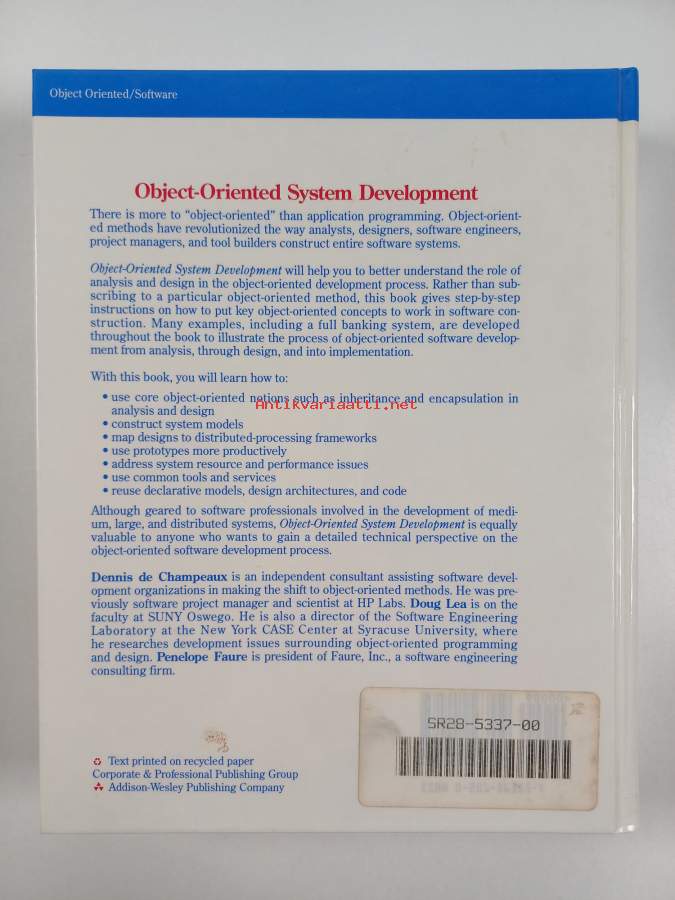 Object Oriented/Software
Object-Oriented System Development
There is more to “object-oriented” than application programming. Object-orient-
ed methods have revolutionized the way analysts, designers, software engineers,
project managers, and tool builders construct entire software systems.
Object-Oriented System Development will help you to better understand the role of
analysis and design in the object-oriented development process. Rather than sub-
scribing to a particular object-oriented method, this book gives step-by-step
instructions on how to put key object-oriented concepts to work in software con-
struction. Many examples, including a full banking system, are developed
throughout the book to illustrate the process of object-oriented software develop-
ment from analysis, through design, and into implementation.
With this book, you will learn how to:
• use core object-oriented notions such as inheritance and encapsulation in
analysis and design
Antikvariaatti.net
• construct system models
• map designs to distributed-processing frameworks
• use prototypes more productively
• address system resource and performance issues
• use common tools and services
• reuse declarative models, design architectures, and code
Although geared to software professionals involved in the development of medi-
um, large, and distributed systems, Object-Oriented System Development is equally
valuable to anyone who wants to gain a detailed technical perspective on the
object-oriented software development process.
Dennis de Champeaux is an independent consultant assisting software devel-
opment organizations in making the shift to object-oriented methods. He was pre-
viously software project manager and scientist at HP Labs. Doug Lea is on the
faculty at SUNY Oswego. He is also a director of the Software Engineering
Laboratory at the New York CASE Center at Syracuse University, where
he researches development issues surrounding object-oriented programming
and design. Penelope Faure is president of Faure, Inc., a software engineering
consulting firm.
SR28-5337-00
Text printed on recycled paper
Corporate & Professional Publishing Group
Addison-Wesley Publishing Company